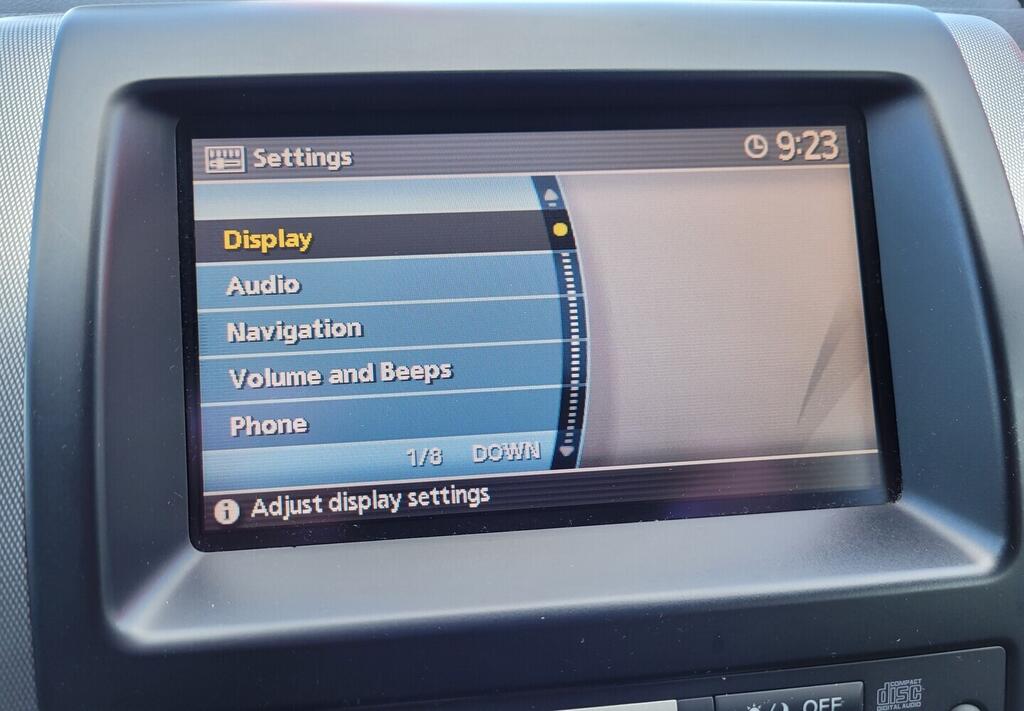 Settings 9:23
Display
Audio
Navigation
Volume and Beeps
Phone
1/8 DOWN
i Adjust display settings
OFF
COMPACT
disc
DIGITAL AUDIO